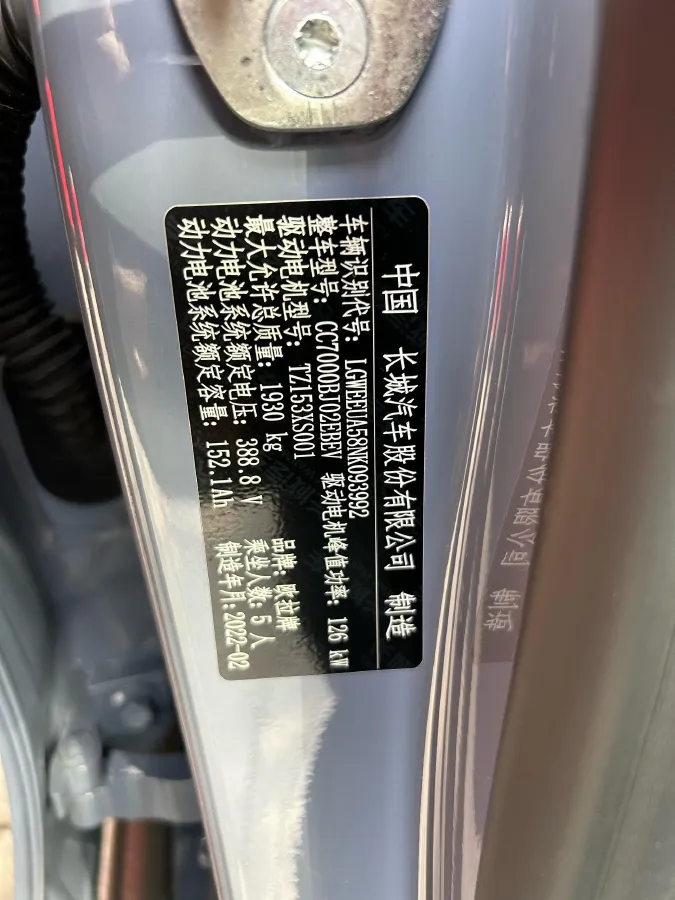 中国 长城汽车股份有限公司 制造
车辆识别代号: LGWEEUA58NK093992
整车型号: CC7000BJ02EBEV 驱动电机峰值功率: 126 kW
驱动电机型号: TZ153XS001 品牌: 欧拉牌
最大允许总质量: 1930 kg 乘坐人数: 5 人
动力电池系统额定电压: 388.8 V 制造年月: 2022-02
动力电池系统额定容量: 152.1Ah